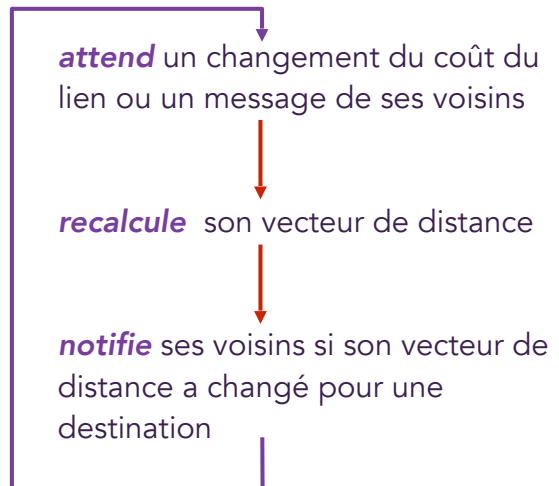 attend un changement du coût du
lien ou un message de ses voisins
recalcule son vecteur de distance
notifie ses voisins si son vecteur de
distance a changé pour une
destination